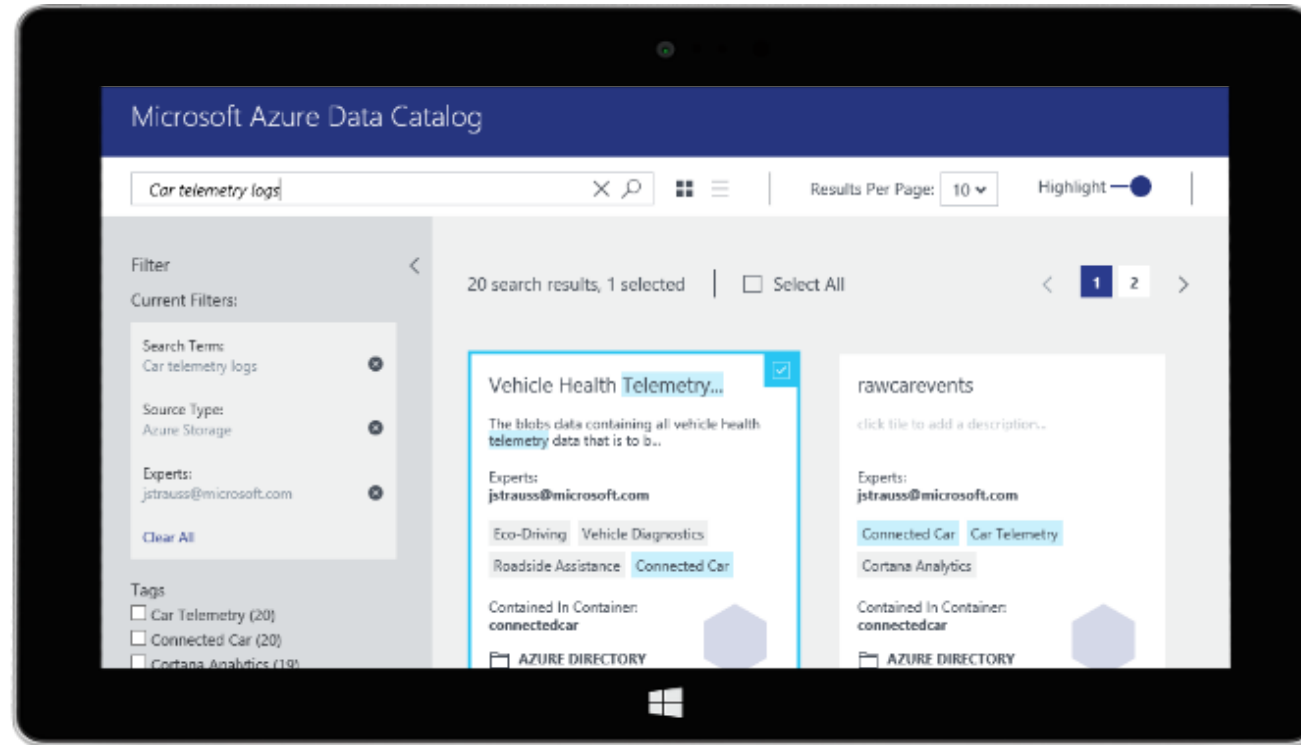 Microsoft Azure Data Catalog
Car telemetry logs
Results Per Page: 10
Highlight
Filter
Current Filters:
Search Term:
Car telemetry logs
Source Type:
Azure Storage
Experts:
jstrauss@microsoft.com
Clear All
Tags
Car Telemetry (20)
Connected Car (20)
Cortana Analytics (19)
20 search results, 1 selected
Select All
1 2
Vehicle Health Telemetry...
The blobs data containing all vehicle health
telemetry data that is to b...
Experts:
jstrauss@microsoft.com
Eco-Driving Vehicle Diagnostics
Roadside Assistance Connected Car
Contained In Container:
connectedcar
AZURE DIRECTORY
rawcarevents
click tile to add a description...
Experts:
jstrauss@microsoft.com
Connected Car Car Telemetry
Cortana Analytics
Contained In Container:
connectedcar
AZURE DIRECTORY